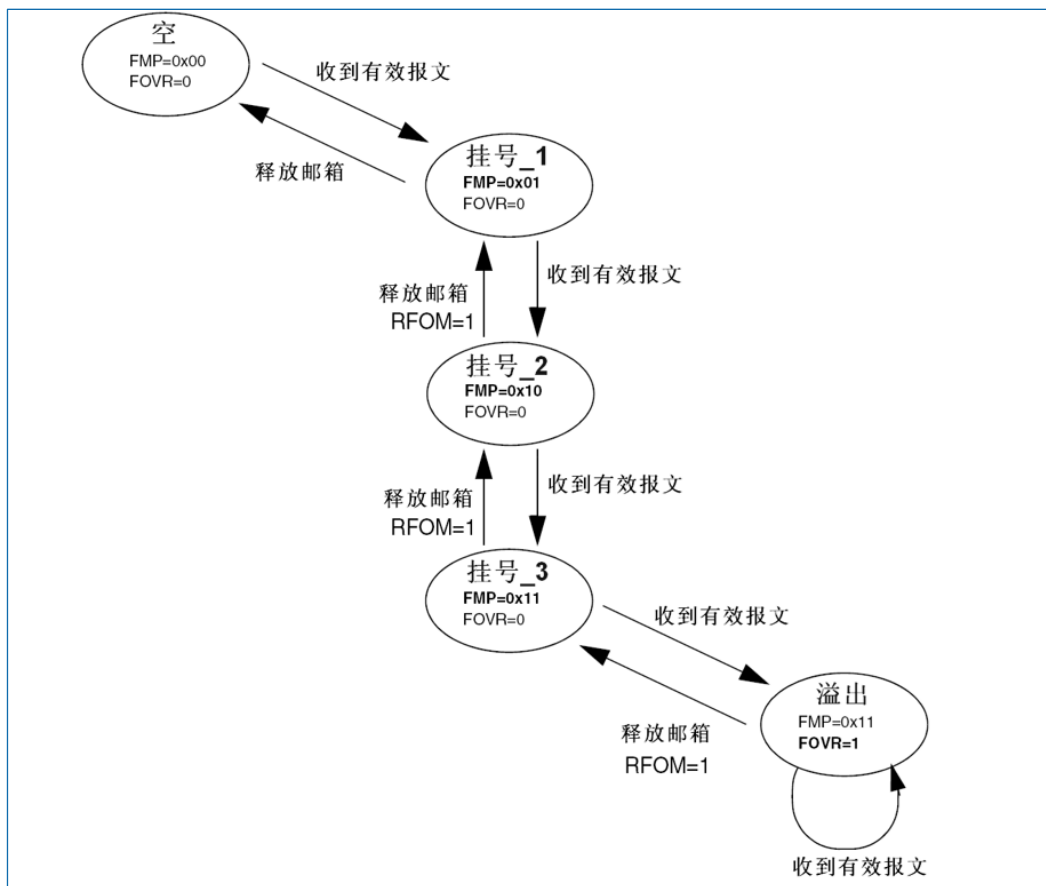 空
FMP=0x00
FOVR=0
收到有效报文
释放邮箱
挂号_1
FMP=0x01
FOVR=0
释放邮箱
RFOM=1
收到有效报文
挂号_2
FMP=0x10
FOVR=0
释放邮箱
RFOM=1
收到有效报文
挂号_3
FMP=0x11
FOVR=0
收到有效报文
释放邮箱
RFOM=1
溢出
FMP=0x11
FOVR=1
收到有效报文